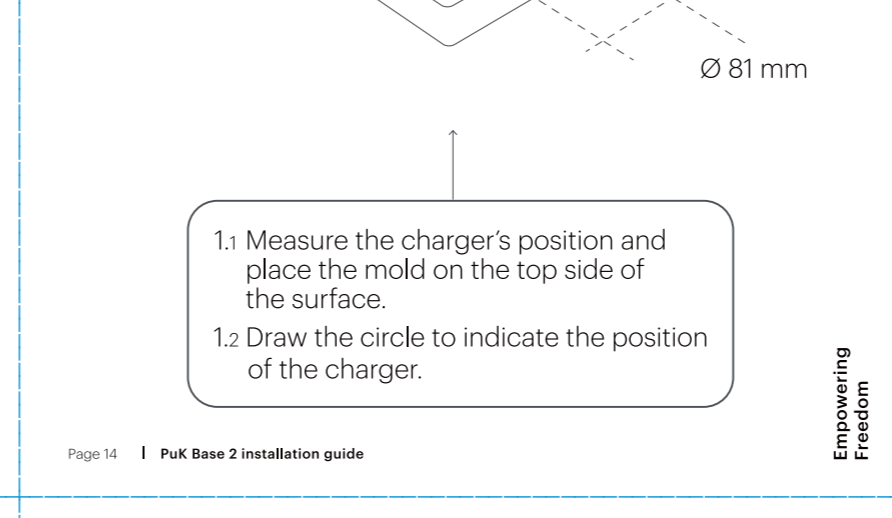 Ø 81 mm
1.1 Measure the charger’s position and
place the mold on the top side of
the surface.
1.2 Draw the circle to indicate the position
of the charger.
Empowering
Freedom
Page 14 | PuK Base 2 installation guide